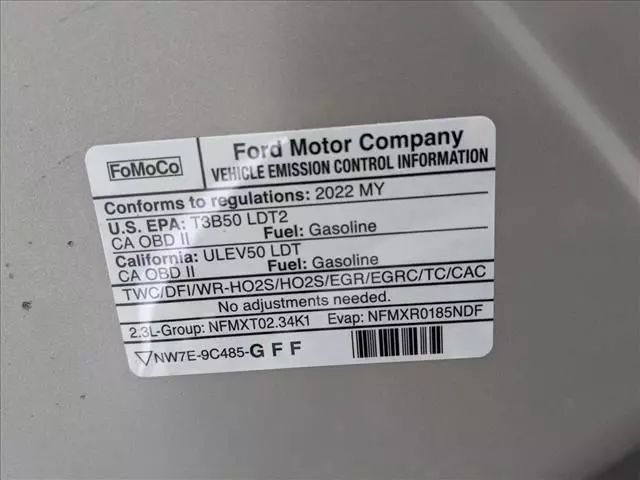 FoMoCo
Ford Motor Company
VEHICLE EMISSION CONTROL INFORMATION
Conforms to regulations: 2022 MY
U.S. EPA: T3B50 LDT2
CA OBD II Fuel: Gasoline
California: ULEV50 LDT
CA OBD II Fuel: Gasoline
TWC/DFI/WR-HO2S/HO2S/EGR/EGRC/TC/CAC
No adjustments needed.
2.3L-Group: NFMXT02.34K1 Evap: NFMXR0185NDF
NW7E-9C485-GFF